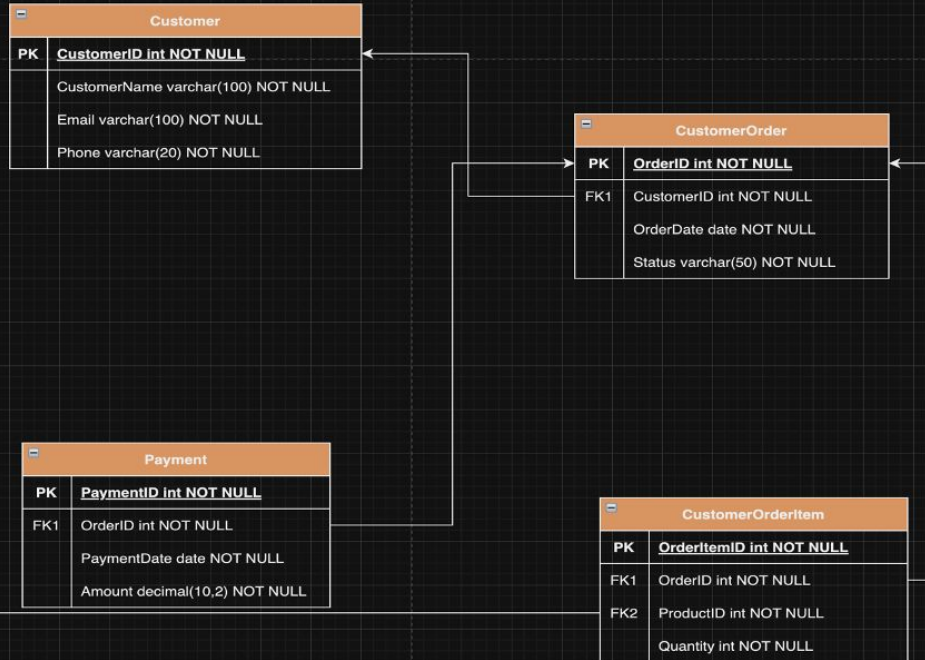 Customer
PK CustomerID int NOT NULL
CustomerName varchar(100) NOT NULL
Email varchar(100) NOT NULL
Phone varchar(20) NOT NULL
CustomerOrder
PK OrderID int NOT NULL
FK1 CustomerID int NOT NULL
OrderDate date NOT NULL
Status varchar(50) NOT NULL
Payment
PK PaymentID int NOT NULL
FK1 OrderID int NOT NULL
PaymentDate date NOT NULL
Amount decimal(10,2) NOT NULL
CustomerOrderItem
PK OrderItemID int NOT NULL
FK1 OrderID int NOT NULL
FK2 ProductID int NOT NULL
Quantity int NOT NULL